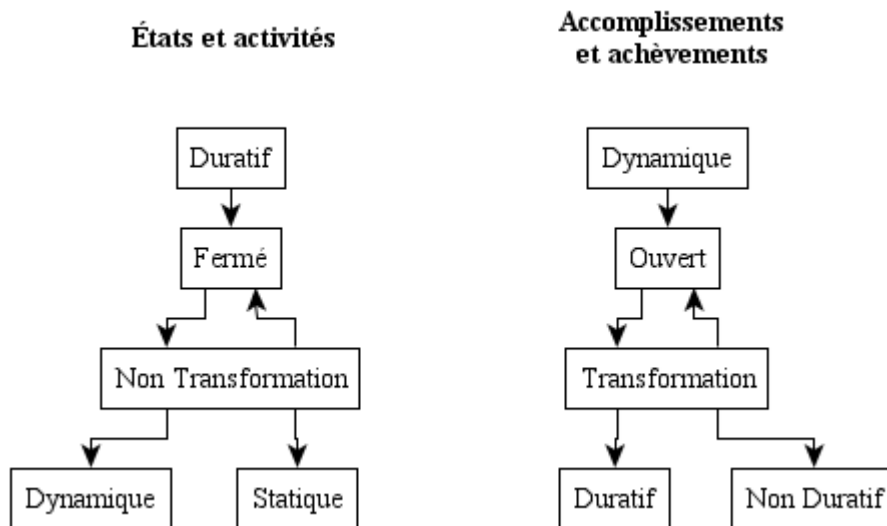 États et activités
Accomplissements
et achèvements
Duratif
Dynamique
Fermé
Ouvert
Non Transformation
Transformation
Dynamique
Statique
Duratif
Non Duratif